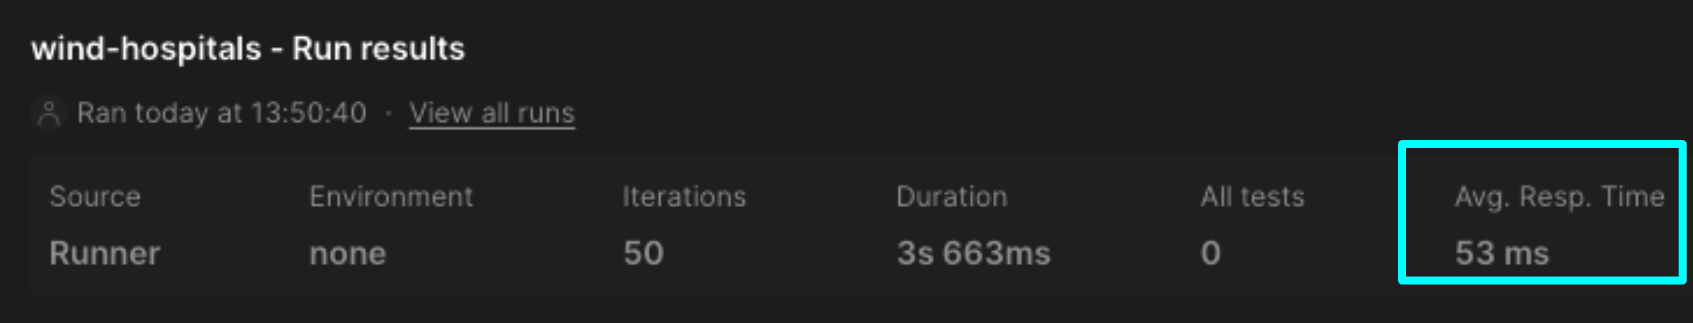 wind-hospitals - Run results
Ran today at 13:50:40 · View all runs
Source Environment Iterations Duration All tests Avg. Resp. Time
Runner none 50 3s 663ms 0 53 ms